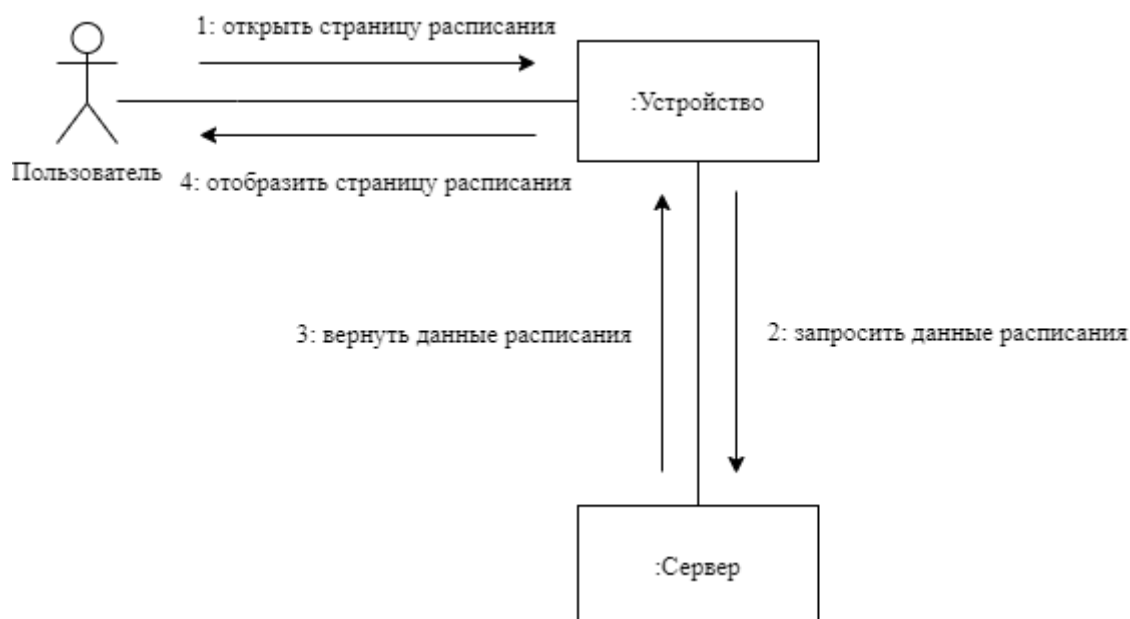 1: открыть страницу расписания
:Устройство
Пользователь
4: отобразить страницу расписания
3: вернуть данные расписания
2: запросить данные расписания
:Сервер